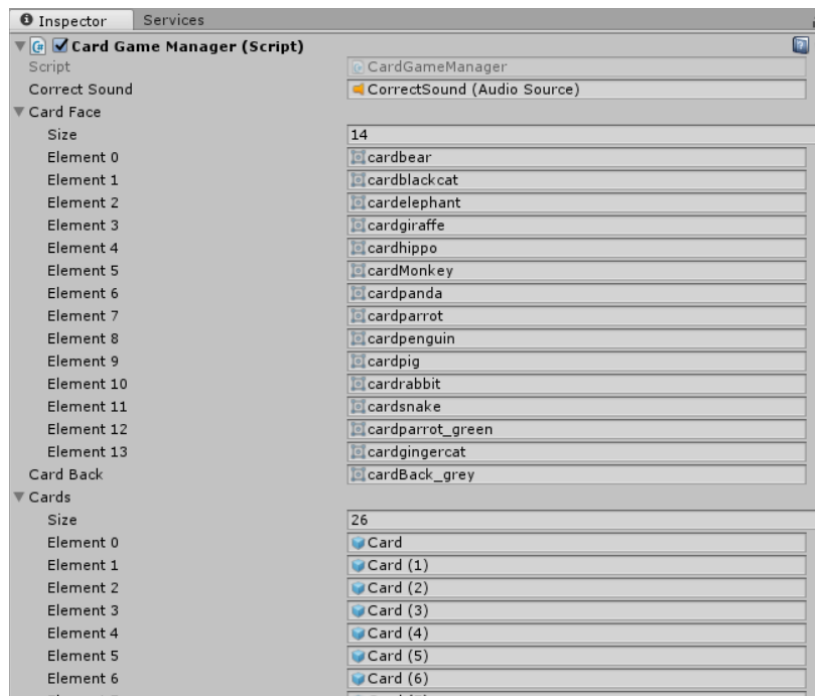 Inspector Services
Card Game Manager (Script)
Script CardGameManager
Correct Sound CorrectSound (Audio Source)
Card Face
Size 14
Element 0 cardbear
Element 1 cardblackcat
Element 2 cardelephant
Element 3 cardgiraffe
Element 4 cardhippo
Element 5 cardMonkey
Element 6 cardpanda
Element 7 cardparrot
Element 8 cardpenguin
Element 9 cardpig
Element 10 cardrabbit
Element 11 cardsnake
Element 12 cardparrot_green
Element 13 cardgingercat
Card Back cardBack_grey
Cards
Size 26
Element 0 Card
Element 1 Card (1)
Element 2 Card (2)
Element 3 Card (3)
Element 4 Card (4)
Element 5 Card (5)
Element 6 Card (6)